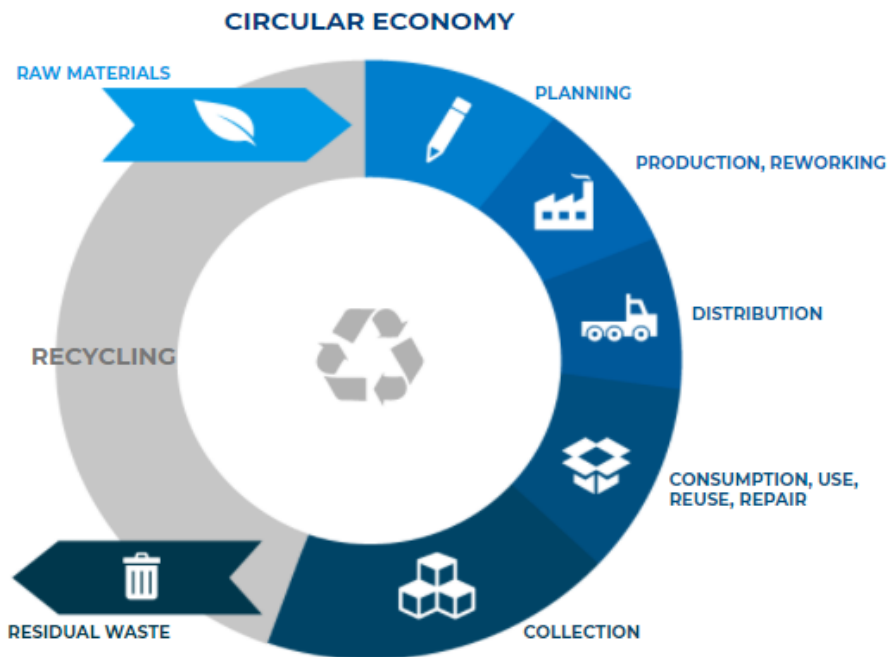 CIRCULAR ECONOMY
RAW MATERIALS
PLANNING
PRODUCTION, REWORKING
DISTRIBUTION
RECYCLING
CONSUMPTION, USE,
REUSE, REPAIR
RESIDUAL WASTE
COLLECTION